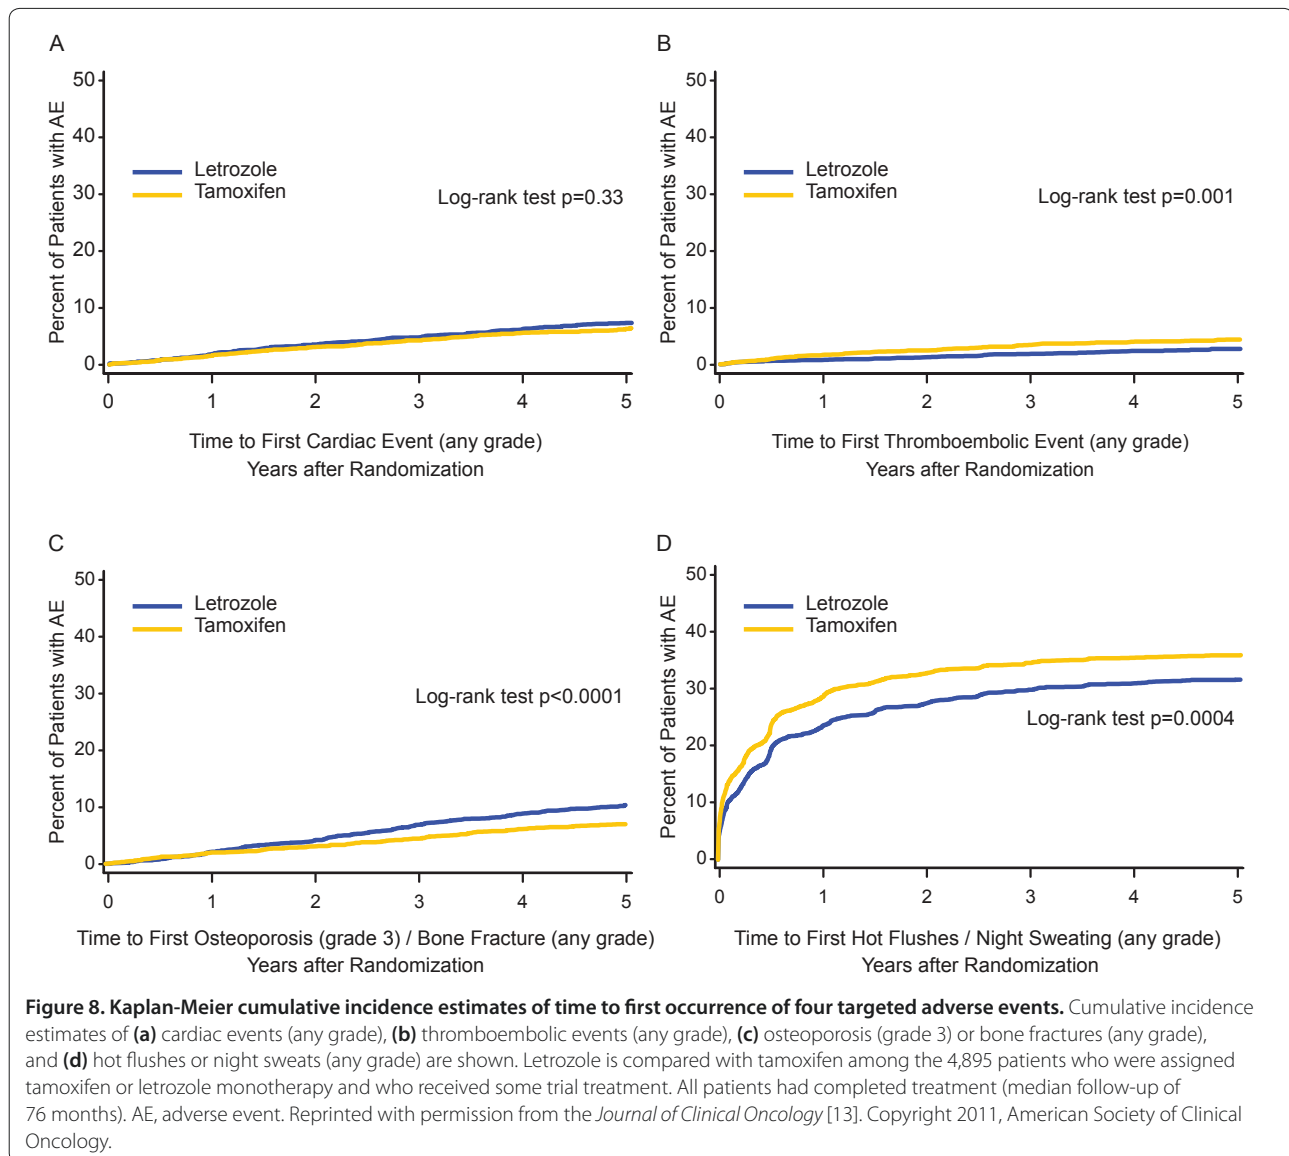 A
Percent of Patients with AE
50
40
30
20
10
0
Letrozole
Tamoxifen
Log-rank test p=0.33
0 1 2 3 4 5
Time to First Cardiac Event (any grade)
Years after Randomization
B
Percent of Patients with AE
50
40
30
20
10
0
Letrozole
Tamoxifen
Log-rank test p=0.001
0 1 2 3 4 5
Time to First Thromboembolic Event (any grade)
Years after Randomization
C
Percent of Patients with AE
50
40
30
20
10
0
Letrozole
Tamoxifen
Log-rank test p<0.0001
0 1 2 3 4 5
Time to First Osteoporosis (grade 3) / Bone Fracture (any grade)
Years after Randomization
D
Percent of Patients with AE
50
40
30
20
10
0
Letrozole
Tamoxifen
Log-rank test p=0.0004
0 1 2 3 4 5
Time to First Hot Flushes / Night Sweating (any grade)
Years after Randomization
Figure 8. Kaplan-Meier cumulative incidence estimates of time to first occurrence of four targeted adverse events. Cumulative incidence
estimates of (a) cardiac events (any grade), (b) thromboembolic events (any grade), (c) osteoporosis (grade 3) or bone fractures (any grade),
and (d) hot flushes or night sweats (any grade) are shown. Letrozole is compared with tamoxifen among the 4,895 patients who were assigned
tamoxifen or letrozole monotherapy and who received some trial treatment. All patients had completed treatment (median follow-up of
76 months). AE, adverse event. Reprinted with permission from the Journal of Clinical Oncology [13]. Copyright 2011, American Society of Clinical
Oncology.